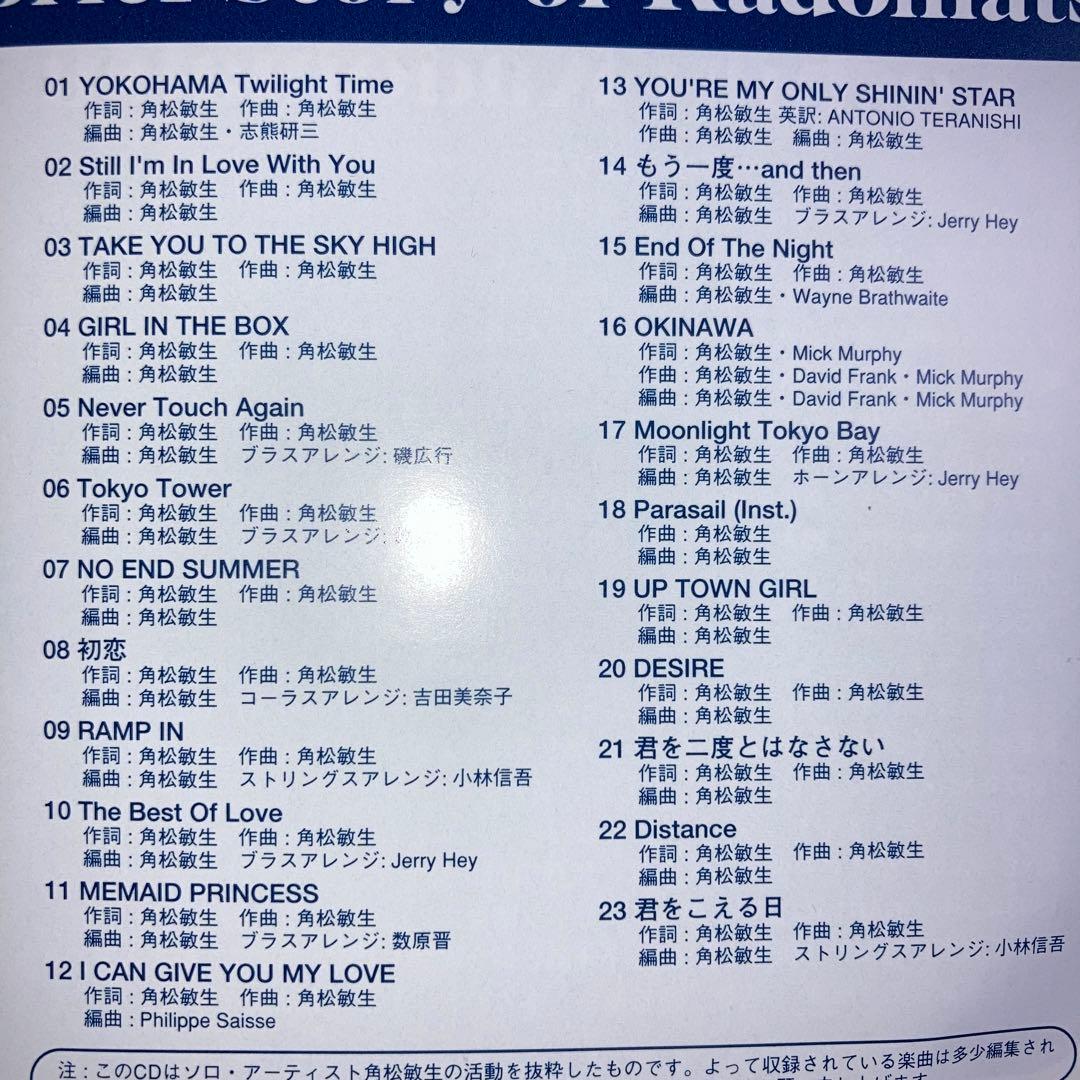 Story of
01 YOKOHAMA Twilight Time
作詞 : 角松敏生 作曲 : 角松敏生
編曲 : 角松敏生・志熊研三
02 Still I'm In Love With You
作詞 : 角松敏生 作曲 : 角松敏生
編曲 : 角松敏生
03 TAKE YOU TO THE SKY HIGH
作詞 : 角松敏生 作曲 : 角松敏生
編曲 : 角松敏生
04 GIRL IN THE BOX
作詞 : 角松敏生 作曲 : 角松敏生
編曲 : 角松敏生
05 Never Touch Again
作詞 : 角松敏生 作曲 : 角松敏生
編曲 : 角松敏生 ブラスアレンジ: 磯広行
06 Tokyo Tower
作詞 : 角松敏生 作曲 : 角松敏生
編曲 : 角松敏生 ブラスアレンジ:
07 NO END SUMMER
作詞 : 角松敏生 作曲 : 角松敏生
編曲 : 角松敏生
08 初恋
作詞 : 角松敏生 作曲 : 角松敏生
編曲 : 角松敏生 コーラスアレンジ: 吉田美奈子
09 RAMP IN
作詞 : 角松敏生 作曲 : 角松敏生
編曲 : 角松敏生 ストリングスアレンジ: 小林信吾
10 The Best Of Love
作詞 : 角松敏生 作曲 : 角松敏生
編曲 : 角松敏生 ブラスアレンジ: Jerry Hey
11 MEMAID PRINCESS
作詞 : 角松敏生 作曲 : 角松敏生
編曲 : 角松敏生 ブラスアレンジ: 数原晋
12 I CAN GIVE YOU MY LOVE
作詞 : 角松敏生 作曲 : 角松敏生
編曲 : Philippe Saisse
13 YOU'RE MY ONLY SHININ' STAR
作詞 : 角松敏生 英訳: ANTONIO TERANISHI
作曲 : 角松敏生 編曲 : 角松敏生
14 もう一度…and then
作詞 : 角松敏生 作曲 : 角松敏生
編曲 : 角松敏生 ブラスアレンジ: Jerry Hey
15 End Of The Night
作詞 : 角松敏生 作曲 : 角松敏生
編曲 : 角松敏生・Wayne Brathwaite
16 OKINAWA
作詞 : 角松敏生・Mick Murphy
作曲 : 角松敏生・David Frank・Mick Murphy
編曲 : 角松敏生・David Frank・Mick Murphy
17 Moonlight Tokyo Bay
作詞 : 角松敏生 作曲 : 角松敏生
編曲 : 角松敏生 ホーンアレンジ: Jerry Hey
18 Parasail (Inst.)
作曲 : 角松敏生
編曲 : 角松敏生
19 UP TOWN GIRL
作詞 : 角松敏生 作曲 : 角松敏生
編曲 : 角松敏生
20 DESIRE
作詞 : 角松敏生 作曲 : 角松敏生
編曲 : 角松敏生
21 君を二度とはなさない
作詞 : 角松敏生 作曲 : 角松敏生
編曲 : 角松敏生
22 Distance
作詞 : 角松敏生 作曲 : 角松敏生
編曲 : 角松敏生
23 君をこえる日
作詞 : 角松敏生 作曲 : 角松敏生
編曲 : 角松敏生 ストリングスアレンジ: 小林信吾
注 : このCDはソロ・アーティスト角松敏生の活動を抜粋したものです。よって収録されている楽曲は多少編集され